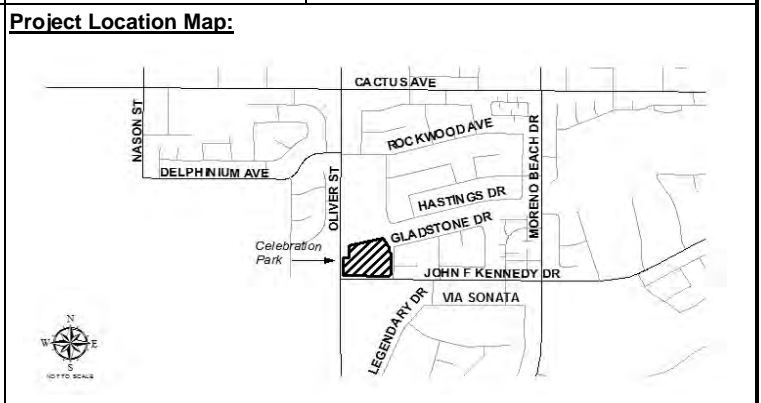 Project Location Map:
CACTUS AVE
NASON ST
ROCKWOOD AVE
MORENO BEACH DR
DELPHINIUM AVE
OLIVER ST
HASTINGS DR
GLADSTONE DR
Celebration
Park
JOHN F KENNEDY DR
VIA SONATA
LEGENDARY DR
N
W E
S
NOT TO SCALE